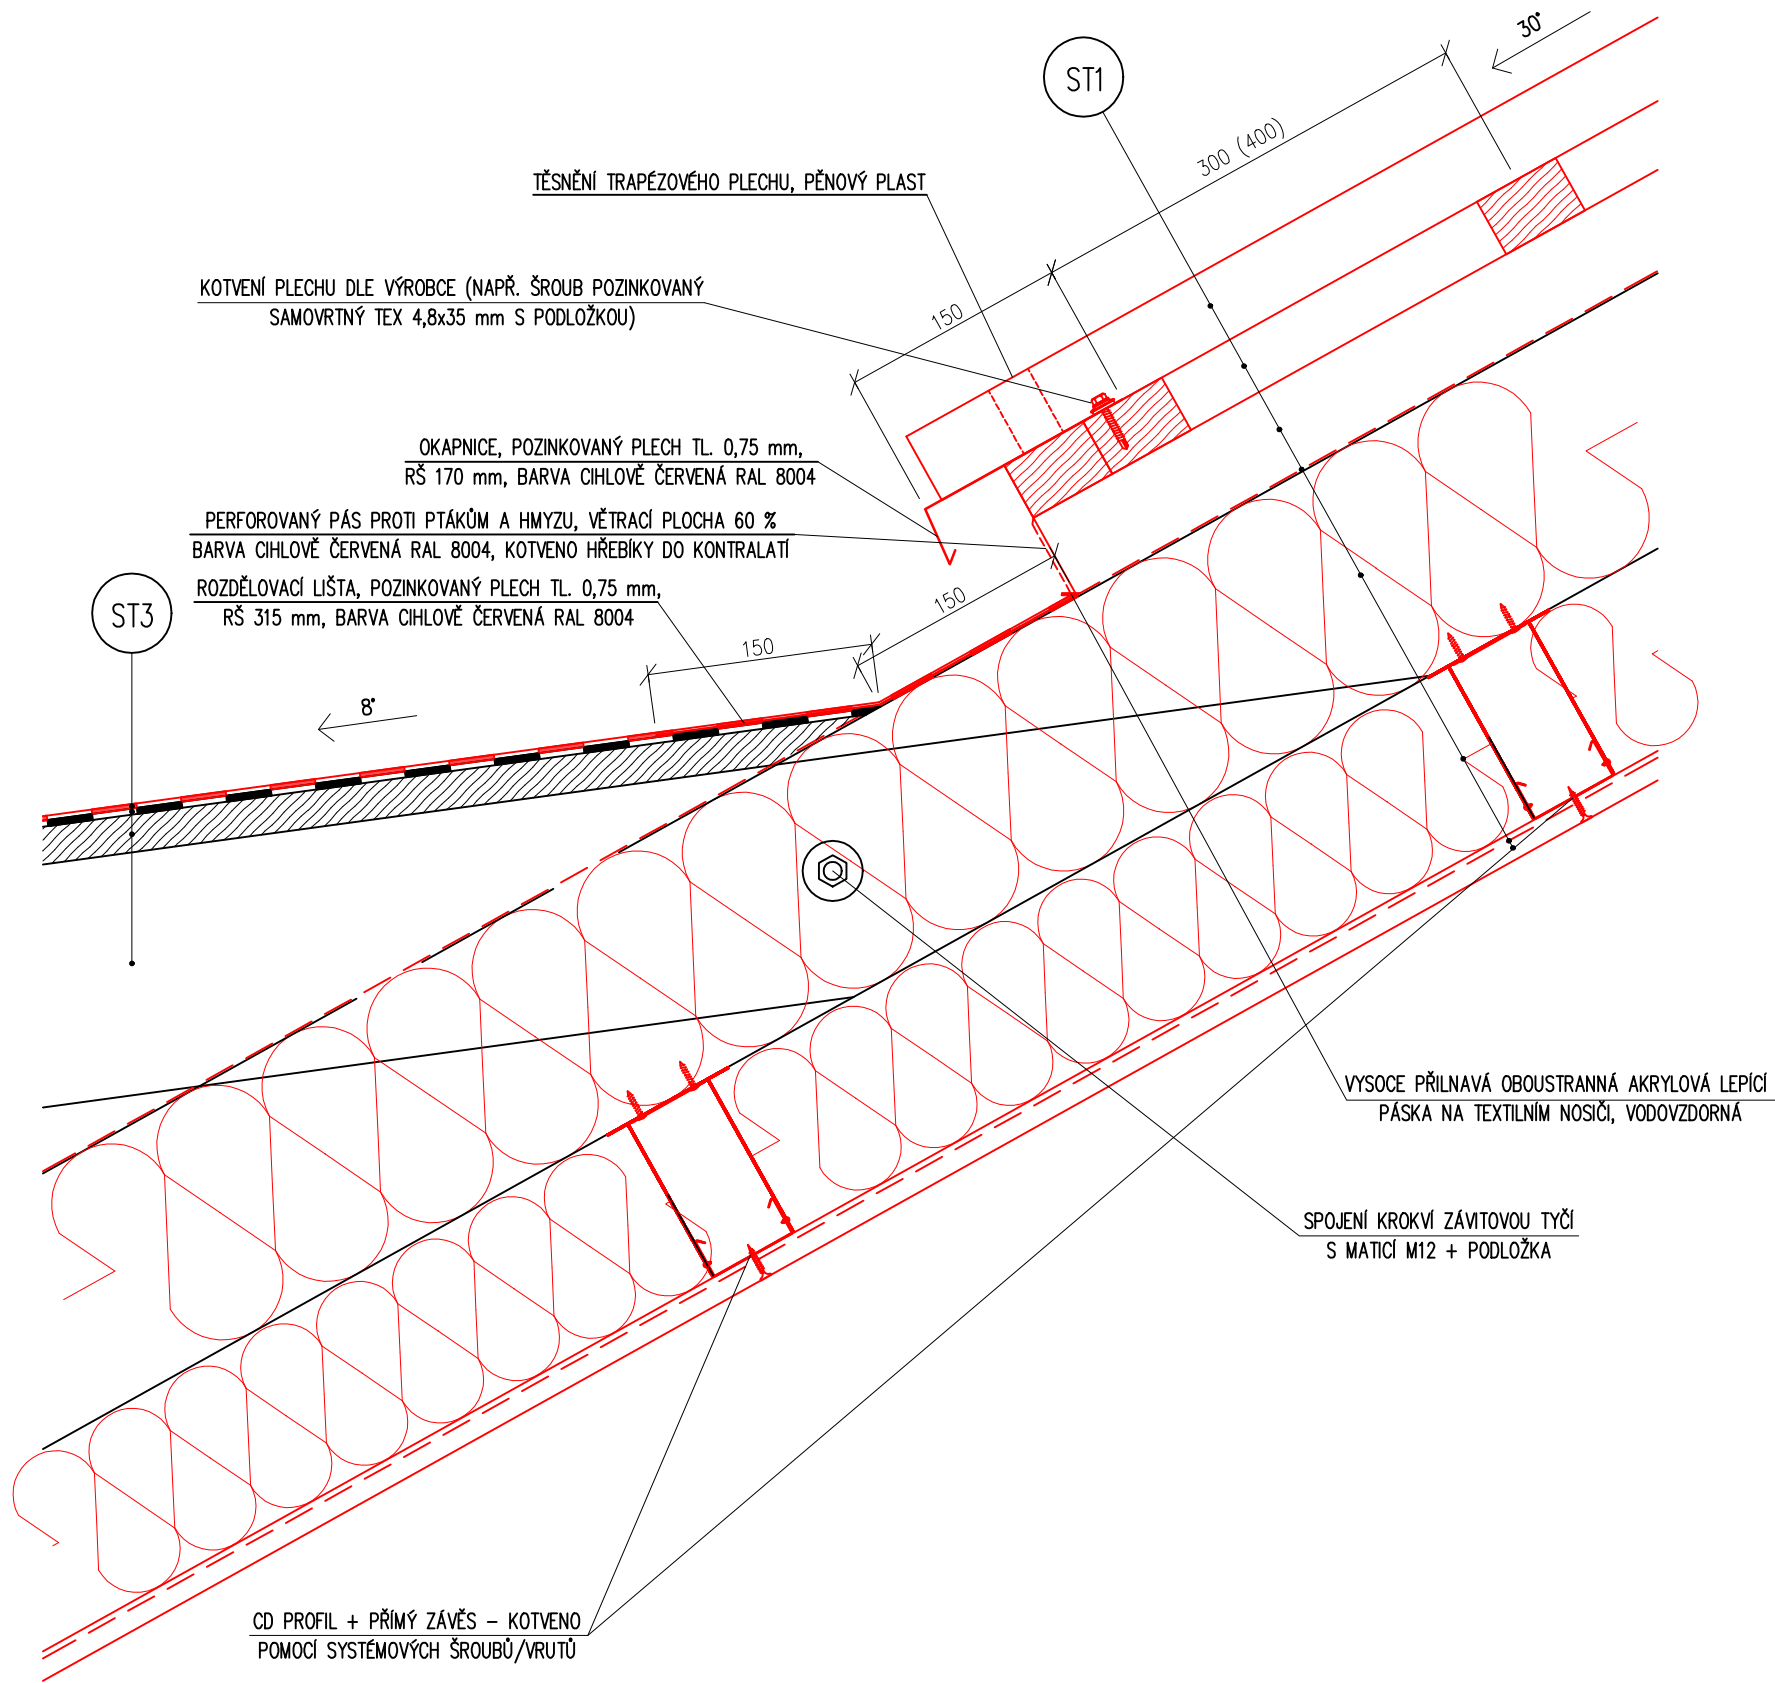 30°
ST1
300 (400)
TĚSNĚNÍ TRAPÉZOVÉHO PLECHU, PĚNOVÝ PLAST
KOTVENÍ PLECHU DLE VÝROBCE (NAPŘ. ŠROUB POZINKOVANÝ
SAMOVRTNÝ TEX 4,8x35 mm S PODLOŽKOU)
150
OKAPNICE, POZINKOVANÝ PLECH TL. 0,75 mm,
RŠ 170 mm, BARVA CIHLOVĚ ČERVENÁ RAL 8004
PERFOROVANÝ PÁS PROTI PTÁKŮM A HMYZU, VĚTRACÍ PLOCHA 60 %
BARVA CIHLOVĚ ČERVENÁ RAL 8004, KOTVENO HŘEBÍKY DO KONTRALATÍ
ROZDĚLOVACÍ LIŠTA, POZINKOVANÝ PLECH TL. 0,75 mm,
RŠ 315 mm, BARVA CIHLOVĚ ČERVENÁ RAL 8004
ST3
150
150
8°
VYSOCE PŘILNAVÁ OBOUSTRANNÁ AKRYLOVÁ LEPÍCÍ
PÁSKA NA TEXTILNÍM NOSIČI, VODOVZDORNÁ
SPOJENÍ KROKVÍ ZÁVITOVOU TYČÍ
S MATICÍ M12 + PODLOŽKA
CD PROFIL + PŘÍMÝ ZÁVĚS – KOTVENO
POMOCÍ SYSTÉMOVÝCH ŠROUBŮ/VRUTŮ